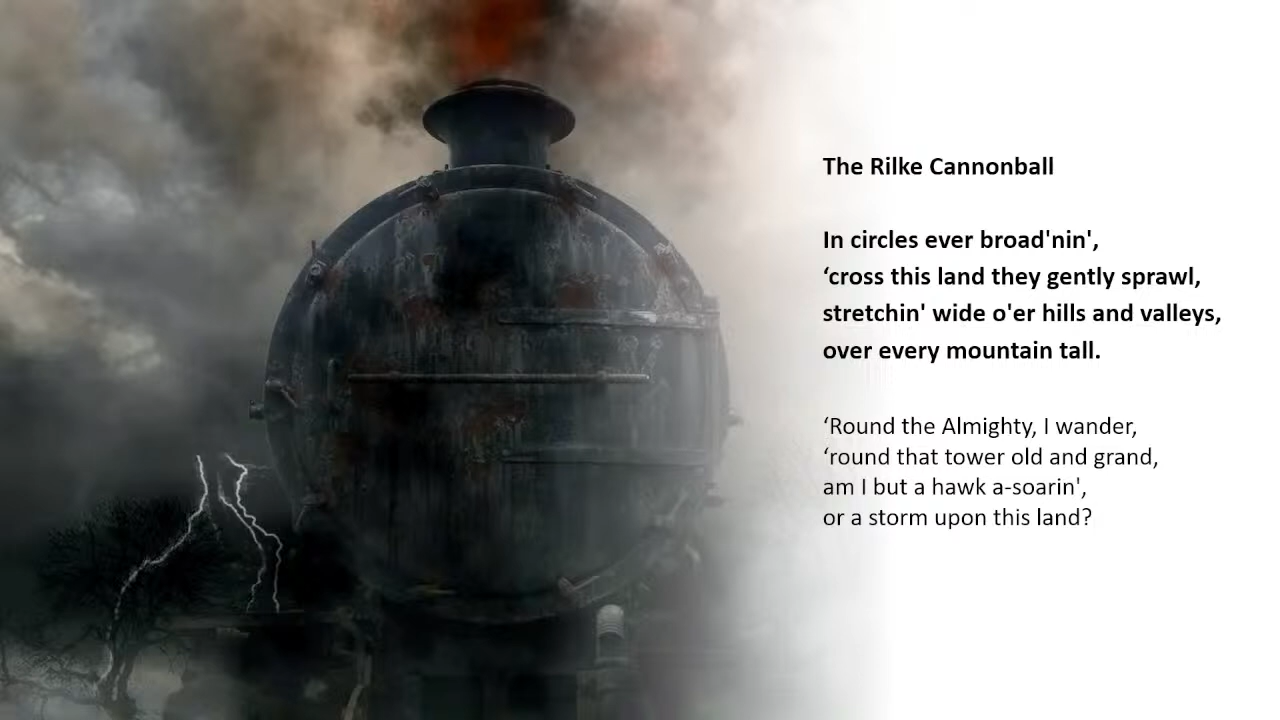 The Rilke Cannonball
In circles ever broad'nin',
‘cross this land they gently sprawl,
stretchin' wide o'er hills and valleys,
over every mountain tall.
‘Round the Almighty, I wander,
‘round that tower old and grand,
am I but a hawk a-soarin',
or a storm upon this land?